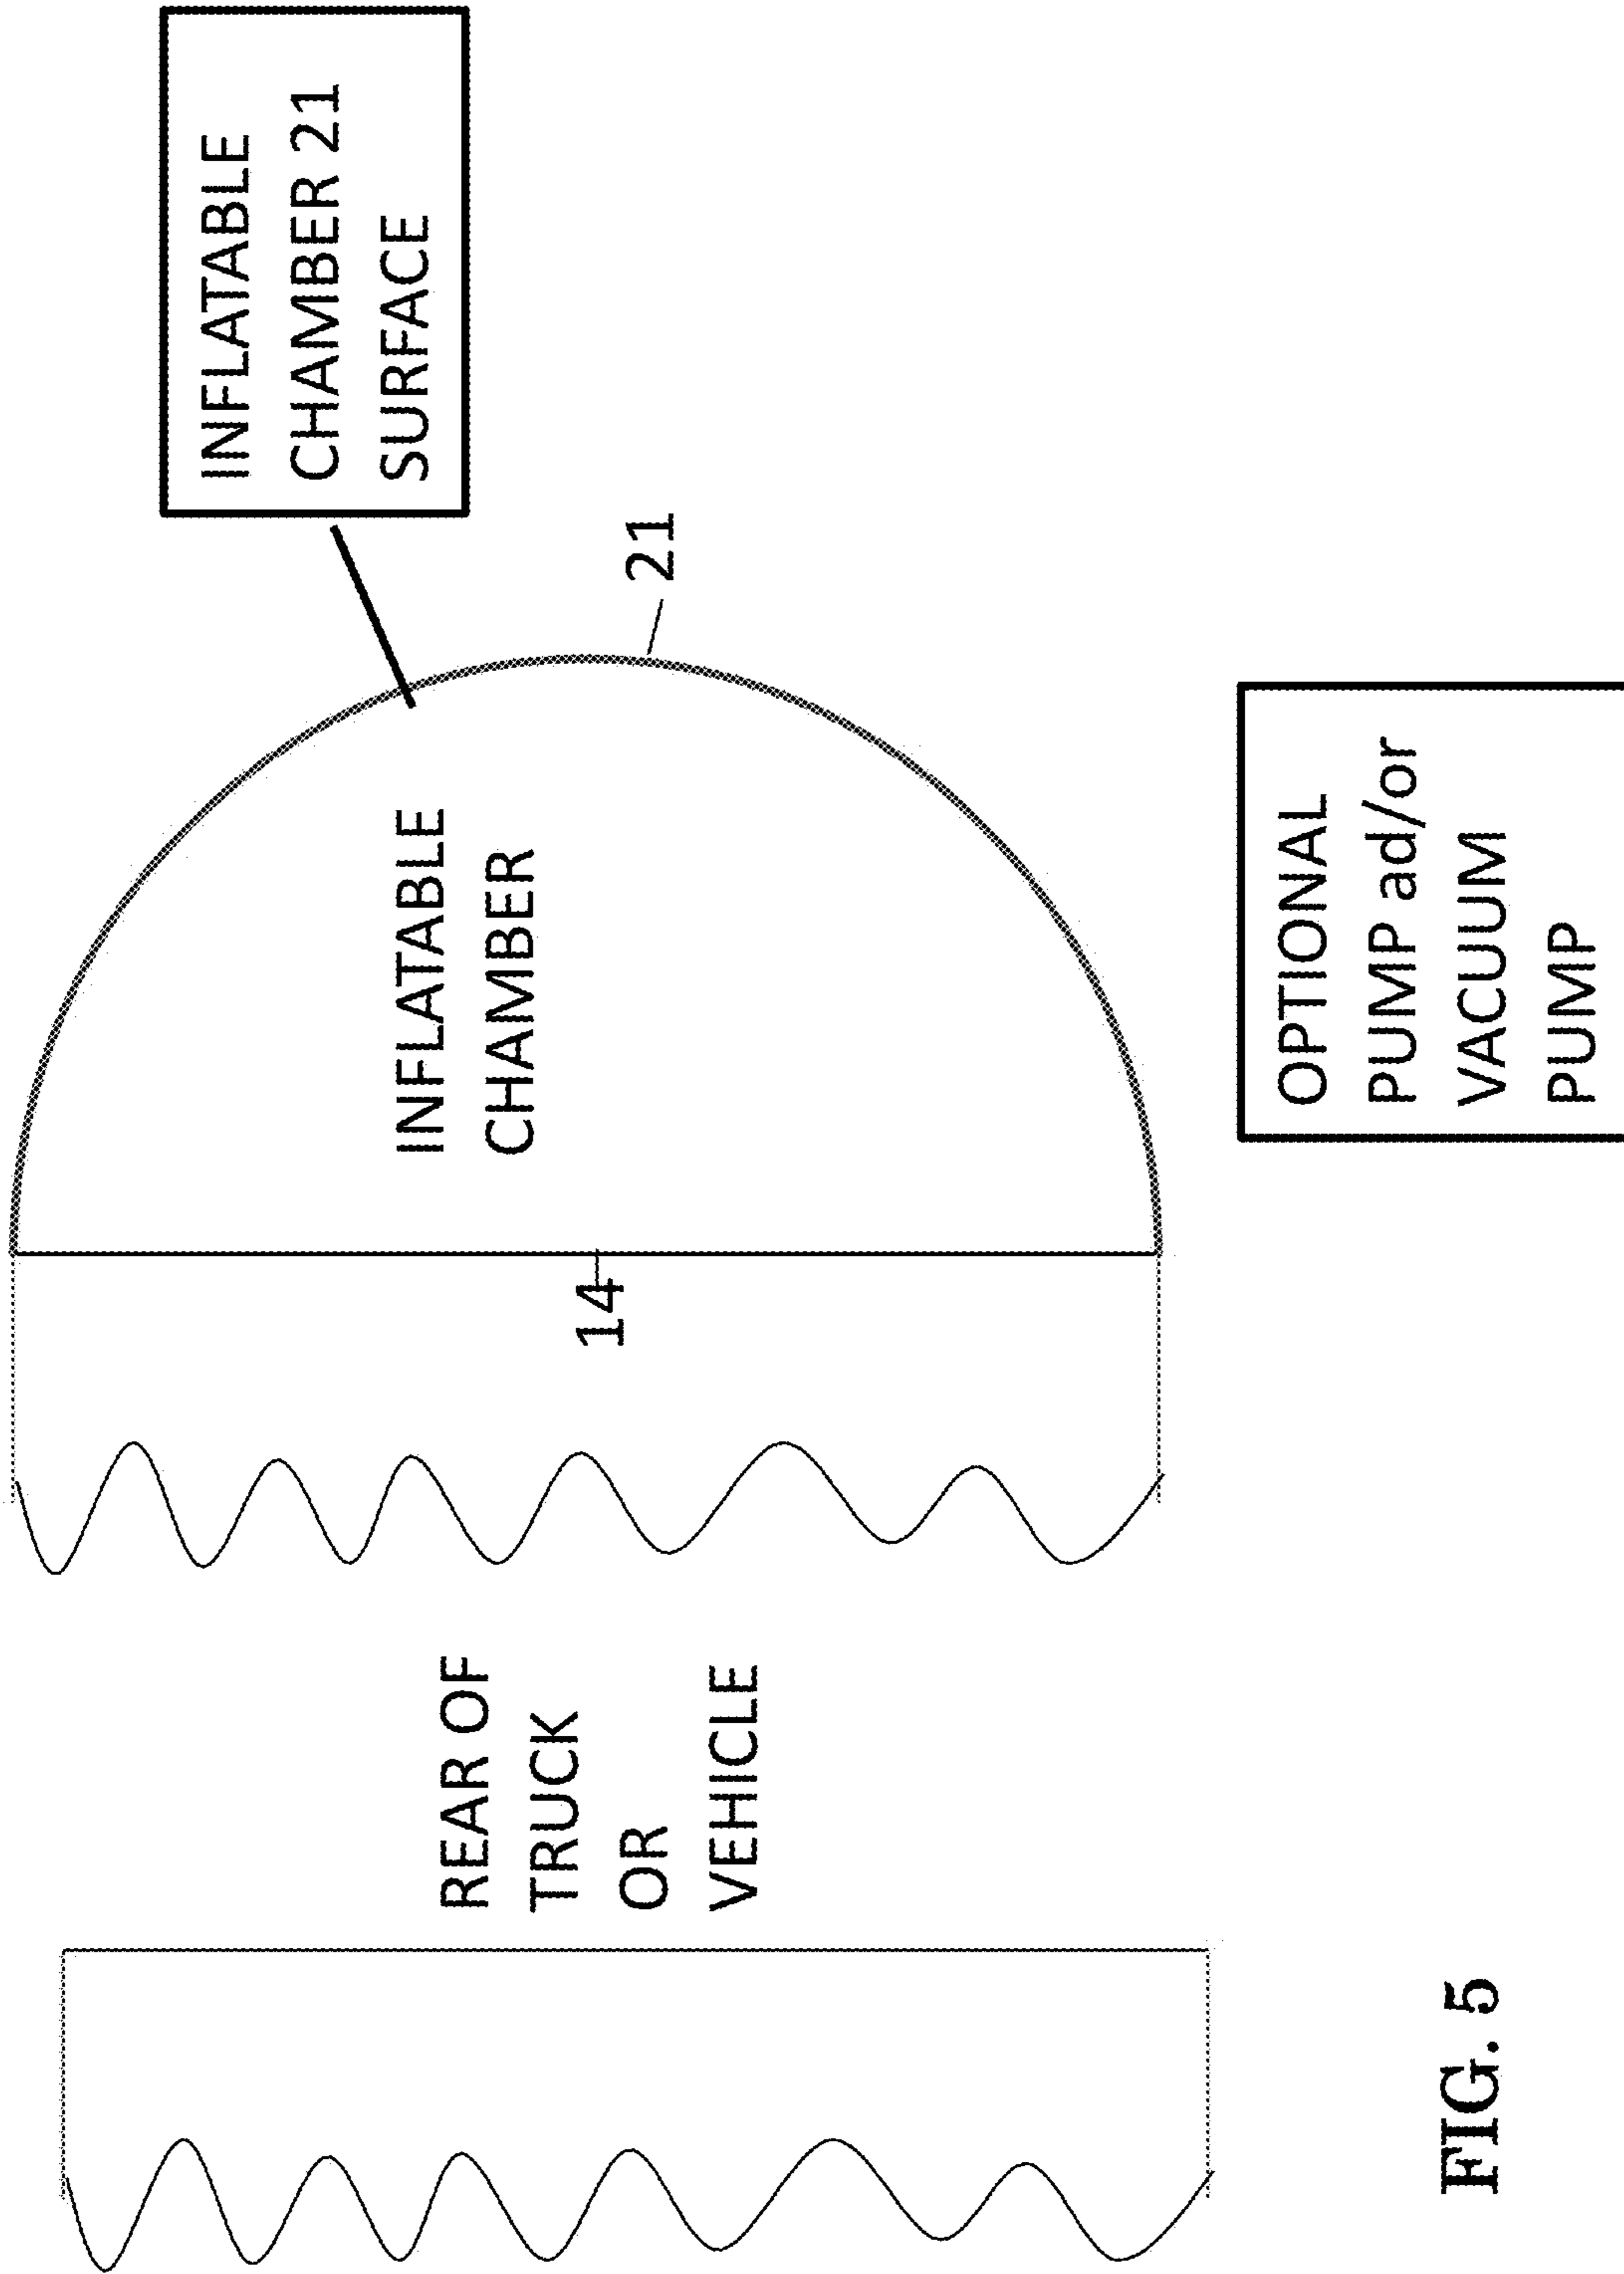 INFLATABLE
CHAMBER 21
SURFACE
21
INFLATABLE
CHAMBER
14
REAR OF
TRUCK
OR
VEHICLE
OPTIONAL
PUMP ad/or
VACUUM
PUMP
FIG. 5